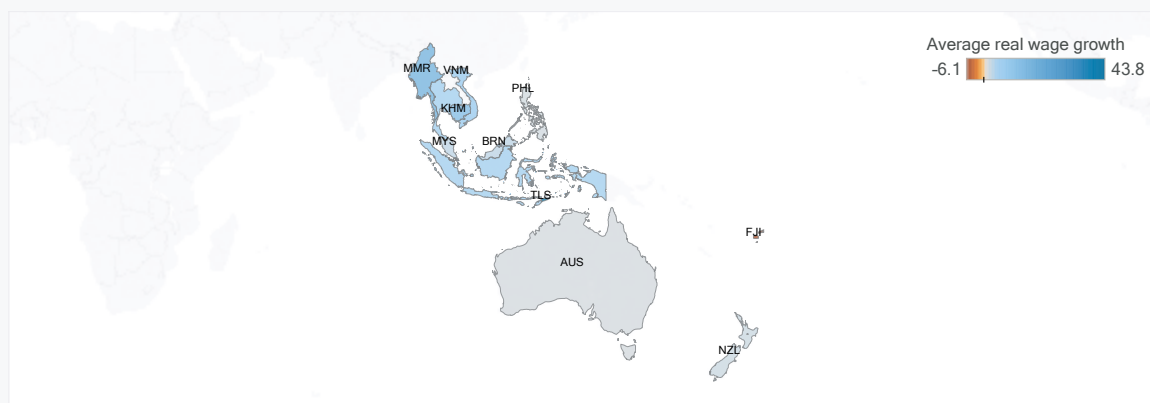 Average real wage growth
-6.1 43.8
MMR VNM
PHL
KHM
MYS BRN
TLS
FJI
AUS
NZL